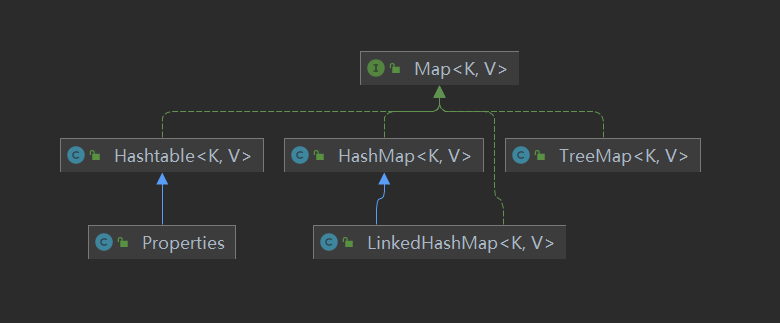 I Map<K, V>
C Hashtable<K, V>
C HashMap<K, V>
C TreeMap<K, V>
C Properties
C LinkedHashMap<K, V>